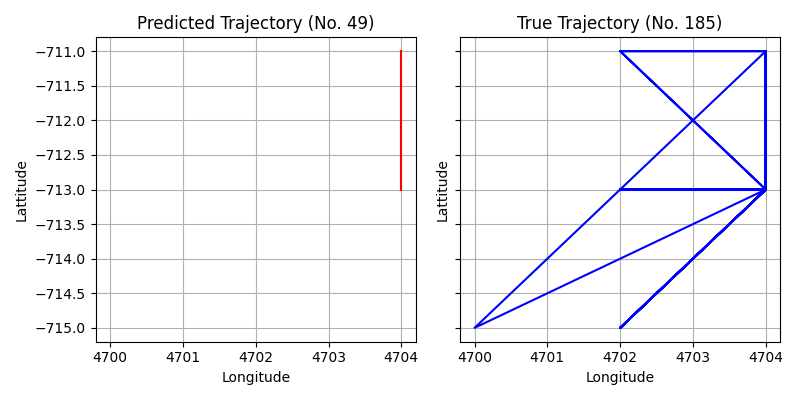 Predicted Trajectory (No. 49)
−711.0
−711.5
−712.0
−712.5
−713.0
−713.5
−714.0
−714.5
−715.0
Lattitude
4700 4701 4702 4703 4704
Longitude
True Trajectory (No. 185)
Lattitude
4700 4701 4702 4703 4704
Longitude